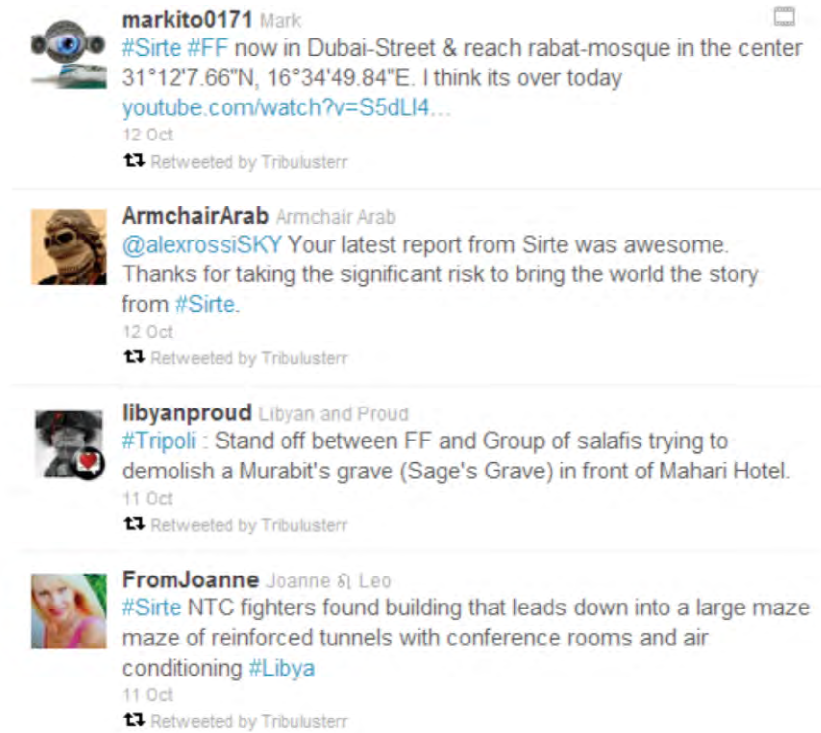 markito0171 Mark
#Sirte #FF now in Dubai-Street & reach rabat-mosque in the center
31°12'7.66"N, 16°34'49.84"E. I think its over today
youtube.com/watch?v=S5dLl4...
12 Oct
Retweeted by Tribulusterr
ArmchairArab Armchair Arab
@alexrossiSKY Your latest report from Sirte was awesome.
Thanks for taking the significant risk to bring the world the story
from #Sirte.
12 Oct
Retweeted by Tribulusterr
libyanproud Libyan and Proud
#Tripoli : Stand off between FF and Group of salafis trying to
demolish a Murabit's grave (Sage's Grave) in front of Mahari Hotel.
11 Oct
Retweeted by Tribulusterr
FromJoanne Joanne & Leo
#Sirte NTC fighters found building that leads down into a large maze
maze of reinforced tunnels with conference rooms and air
conditioning #Libya
11 Oct
Retweeted by Tribulusterr